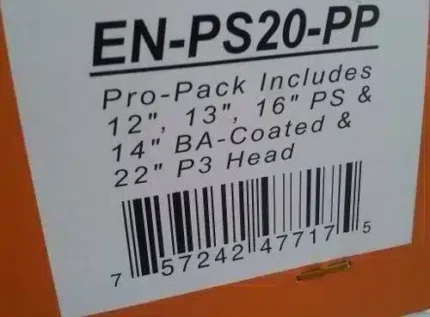 EN-PS20-PP
Pro-Pack Includes
12", 13", 16" PS &
14" BA-Coated &
22" P3 Head
7 57242 47717 5